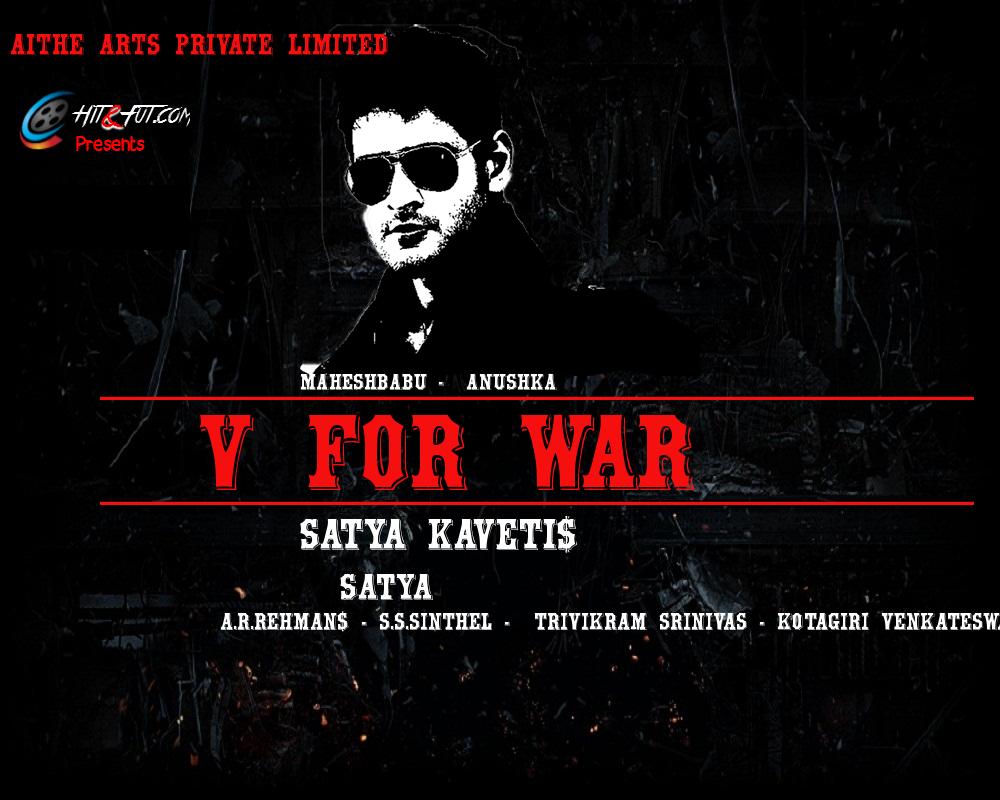 AITHE ARTS PRIVATE LIMITED
HIT&FUT.COM
Presents
MAHESHBABU - ANUSHKA
V FOR WAR
SATYA KAVETI$
SATYA
A.R.REHMAN$ - S.S.SINTHEL - TRIVIKRAM SRINIVAS - KOTAGIRI